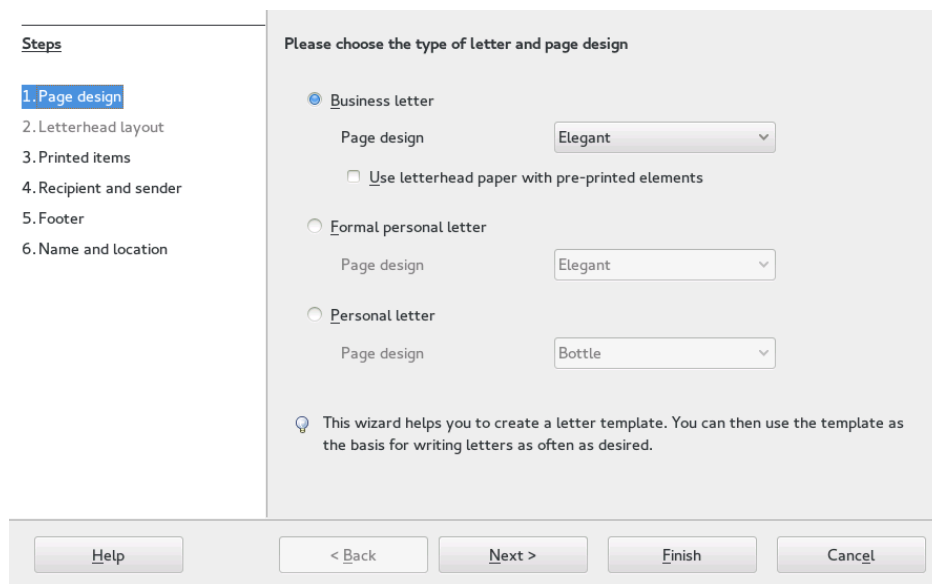 Steps
1. Page design
2. Letterhead layout
3. Printed items
4. Recipient and sender
5. Footer
6. Name and location
Please choose the type of letter and page design
Business letter
Page design Elegant
Use letterhead paper with pre-printed elements
Formal personal letter
Page design Elegant
Personal letter
Page design Bottle
This wizard helps you to create a letter template. You can then use the template as
the basis for writing letters as often as desired.
Help < Back Next > Finish Cancel